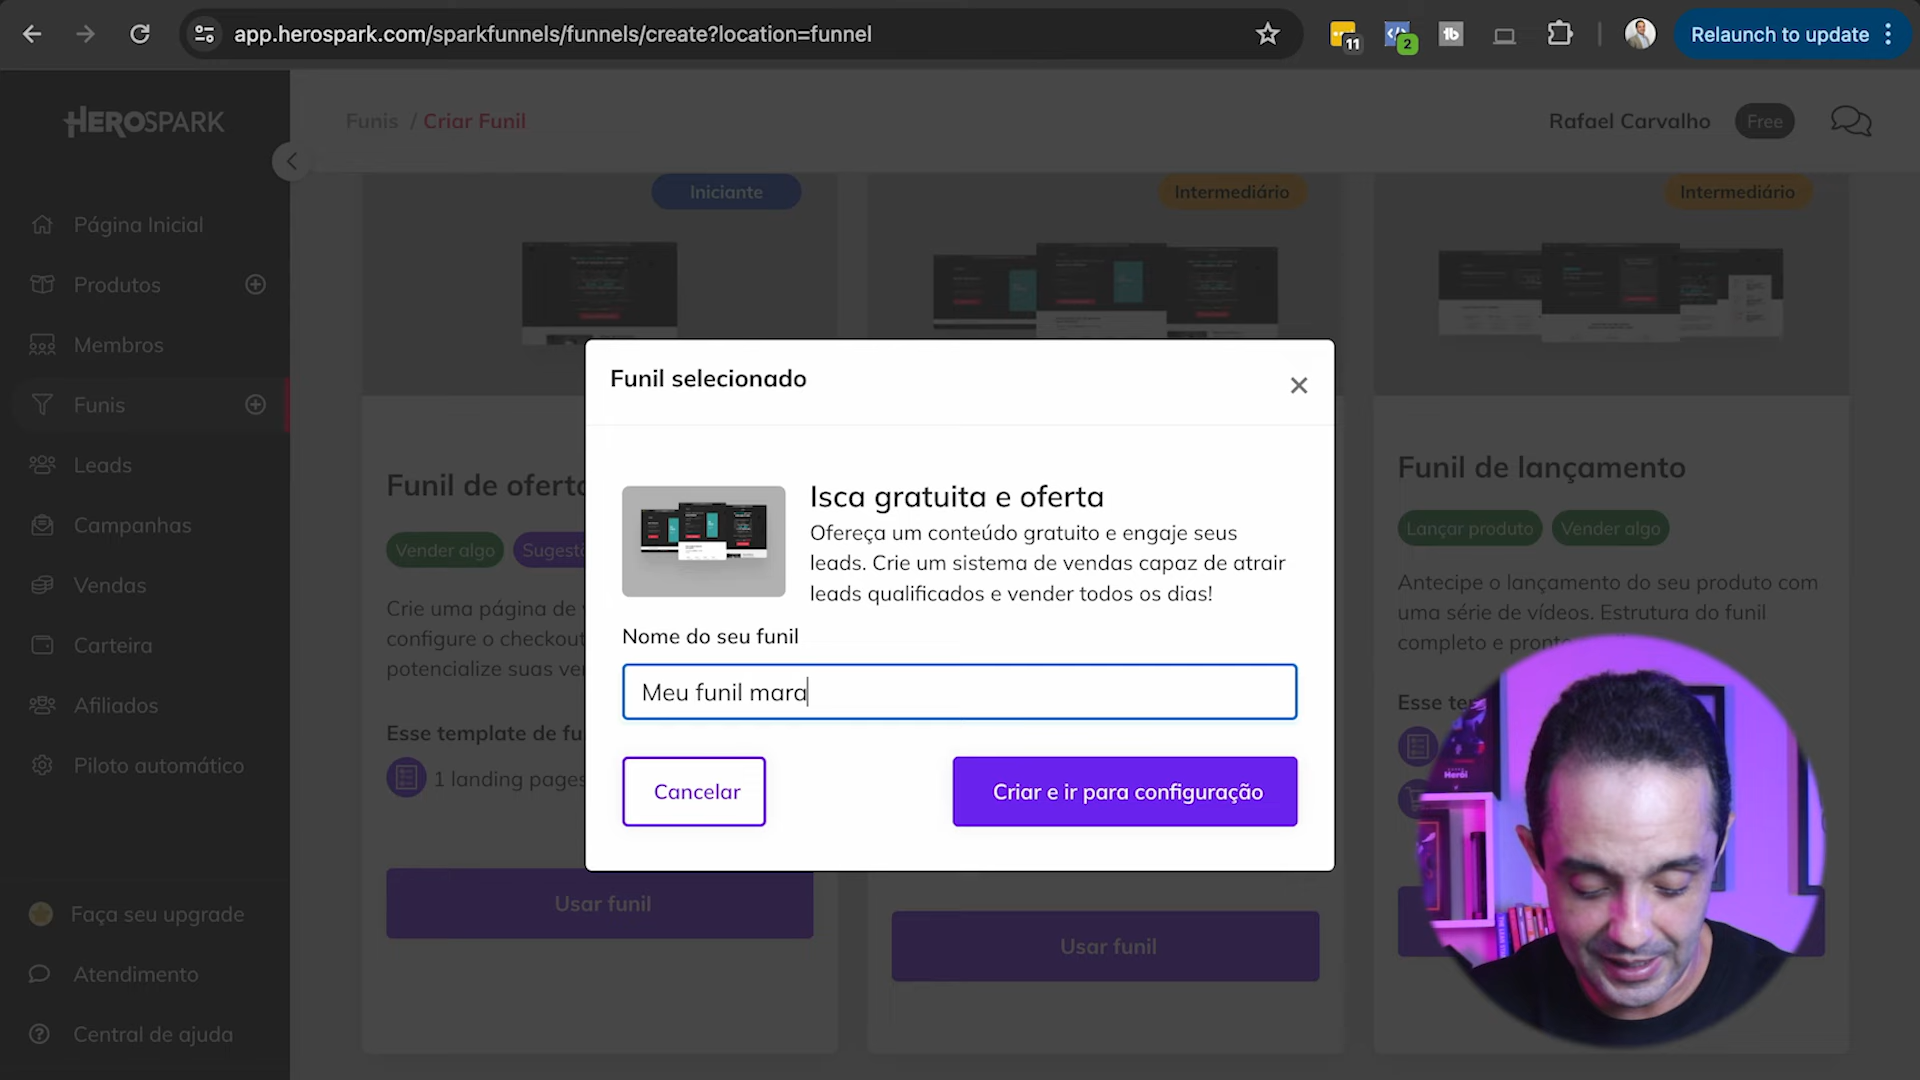 app.herospark.com/sparkfunnels/funnels/create?location=funnel
11
2
Relaunch to update
HEROSPARK
Página Inicial
Produtos
Membros
Funis
Leads
Campanhas
Vendas
Carteira
Afiliados
Piloto automático
Faça seu upgrade
Atendimento
Central de ajuda
Funis / Criar Funil
Rafael Carvalho
Free
Iniciante
Intermediário
Intermediário
Funil de oferta
Vender algo
Crie uma página de
configure o checkout
potencialize suas
Esse template de
1 landing pages
Usar funil
Usar funil
Funil selecionado
Isca gratuita e oferta
Ofereça um conteúdo gratuito e engaje seus
leads. Crie um sistema de vendas capaz de atrair
leads qualificados e vender todos os dias!
Nome do seu funil
Meu funil mara
Cancelar
Criar e ir para configuração
Funil de lançamento
Lançar produto
Vender algo
Antecipe o lançamento do seu produto com
uma série de vídeos. Estrutura do funil
completo e
Esse
Herói